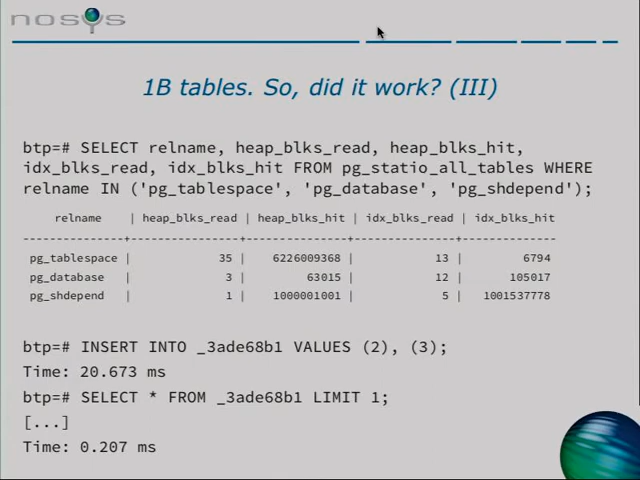 nosys
1B tables. So, did it work? (III)
btp=# SELECT relname, heap_blks_read, heap_blks_hit,
idx_blks_read, idx_blks_hit FROM pg_statio_all_tables WHERE
relname IN ('pg_tablespace', 'pg_database', 'pg_shdepend');
relname | heap_blks_read | heap_blks_hit | idx_blks_read | idx_blks_hit
---------------+----------------+---------------+---------------+--------------
pg_tablespace | 35 | 6226009368 | 13 | 6794
pg_database | 3 | 63015 | 12 | 105017
pg_shdepend | 1 | 1000001001 | 5 | 1001537778
btp=# INSERT INTO _3ade68b1 VALUES (2), (3);
Time: 20.673 ms
btp=# SELECT * FROM _3ade68b1 LIMIT 1;
[...]
Time: 0.207 ms